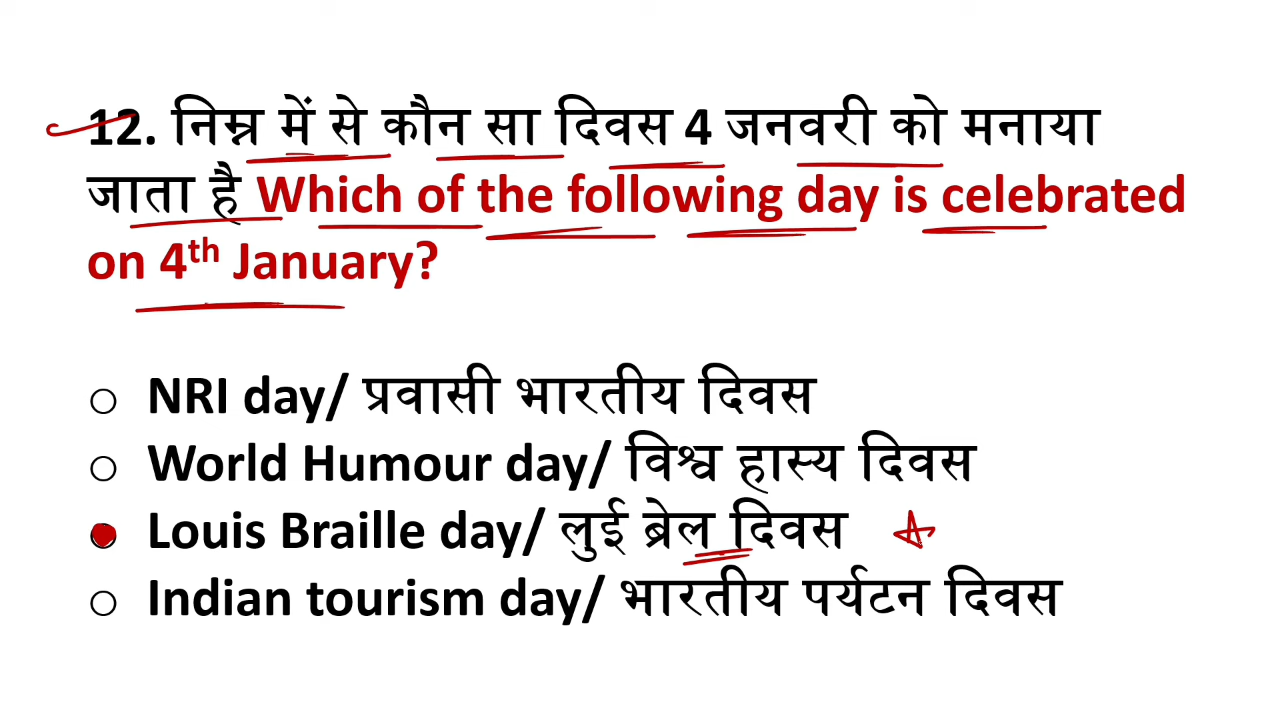 12. निम्न में से कौन सा दिवस 4 जनवरी को मनाया
जाता है Which of the following day is celebrated
on 4th January?
NRI day/ प्रवासी भारतीय दिवस
World Humour day/ विश्व हास्य दिवस
Louis Braille day/ लुई ब्रेल दिवस
Indian tourism day/ भारतीय पर्यटन दिवस